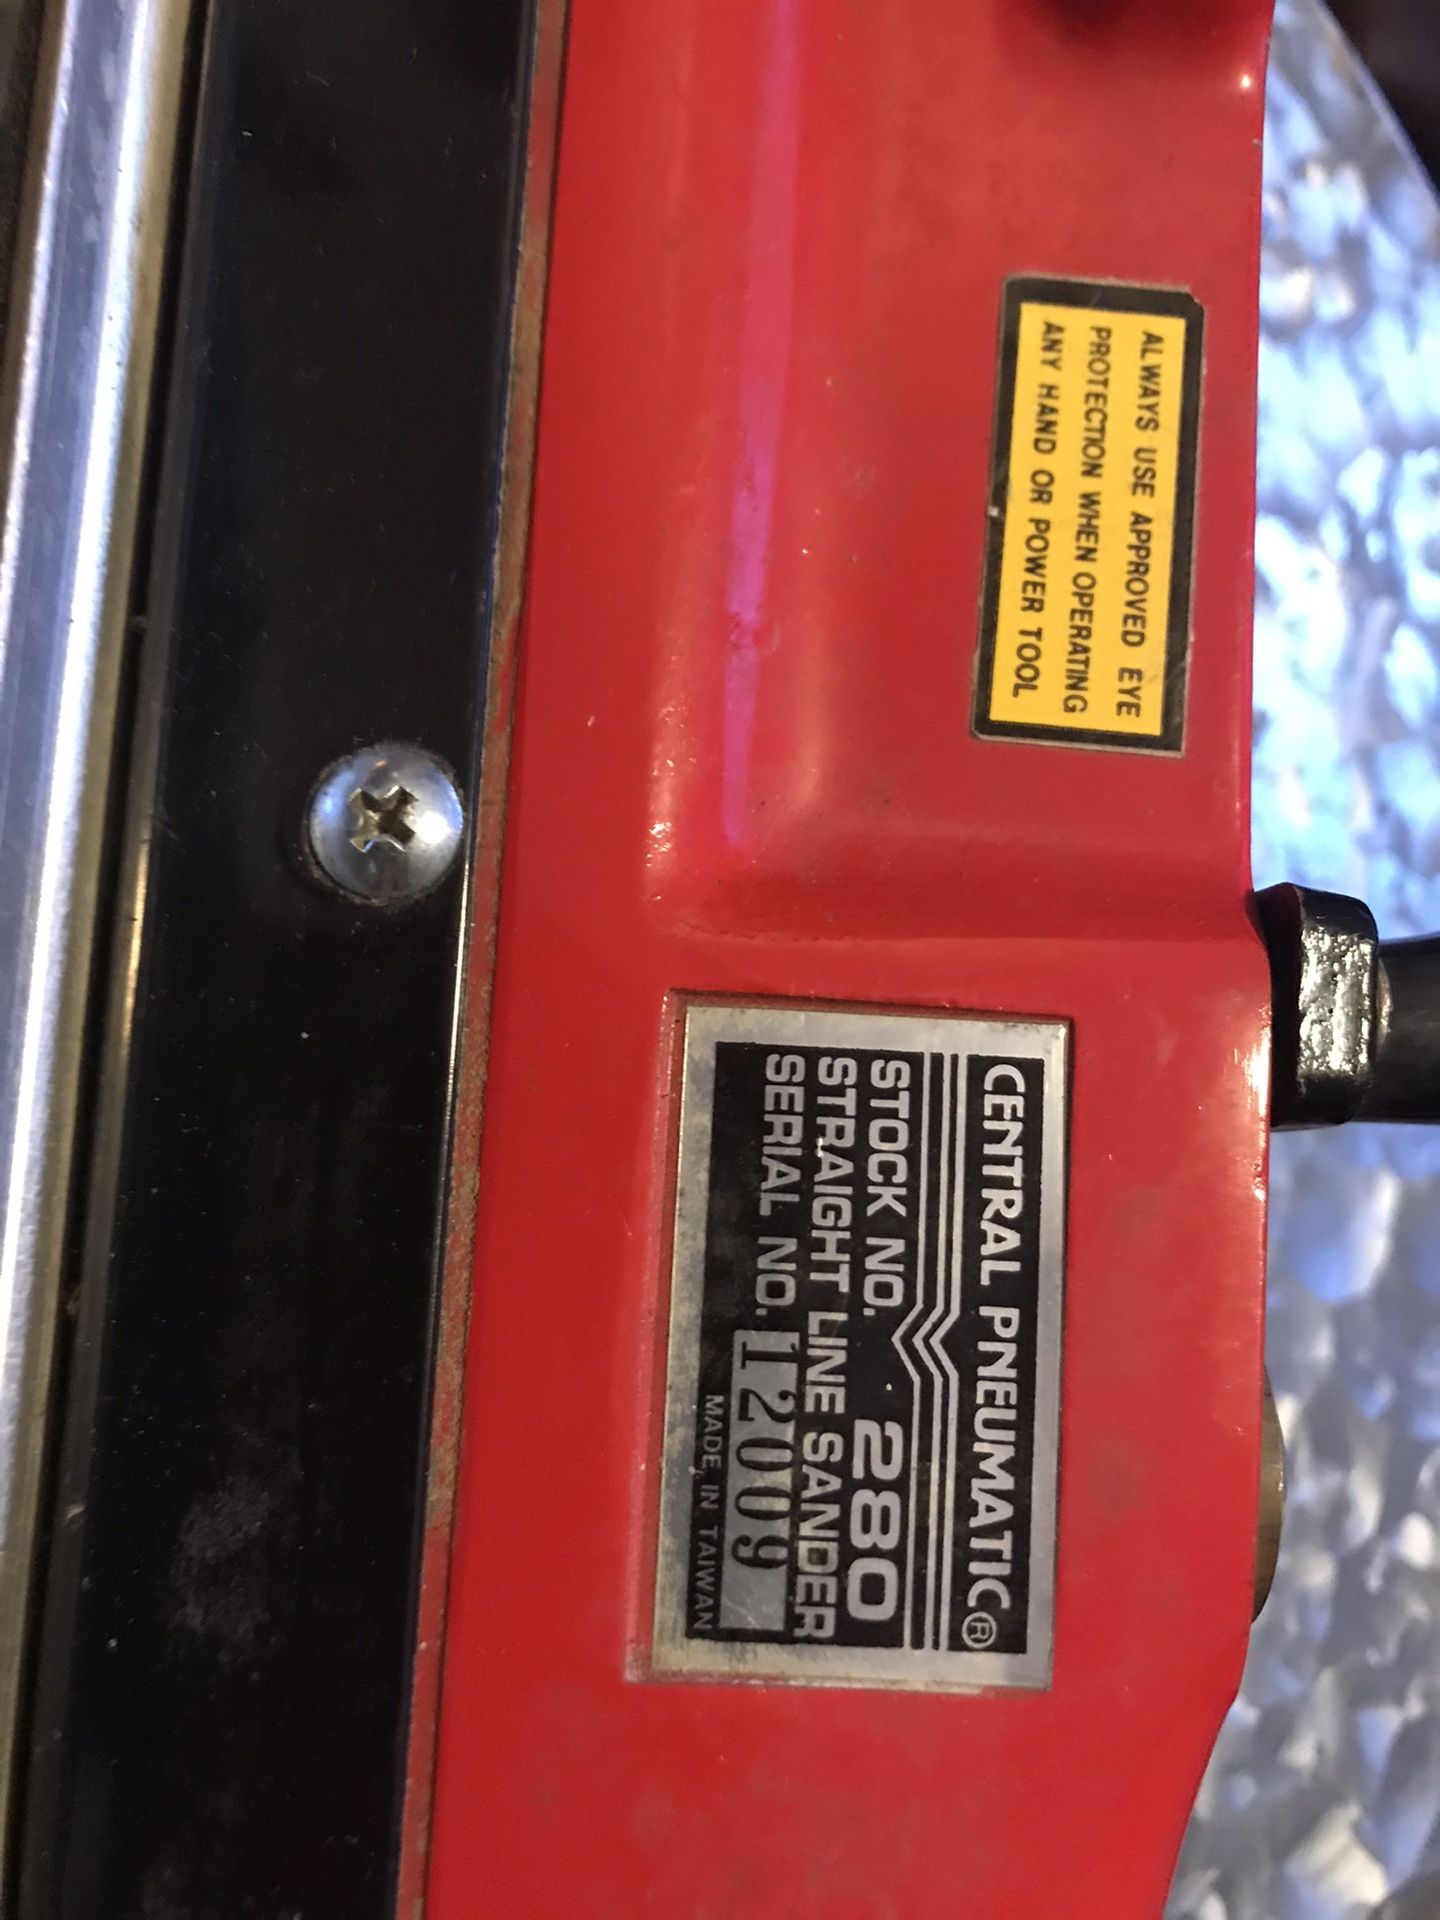 ALWAYS USE APPROVED EYE
PROTECTION WHEN OPERATING
ANY HAND OR POWER TOOL
CENTRAL PNEUMATIC®
STOCK NO. 280
STRAIGHT LINE SANDER
SERIAL NO. 12009
MADE IN TAIWAN